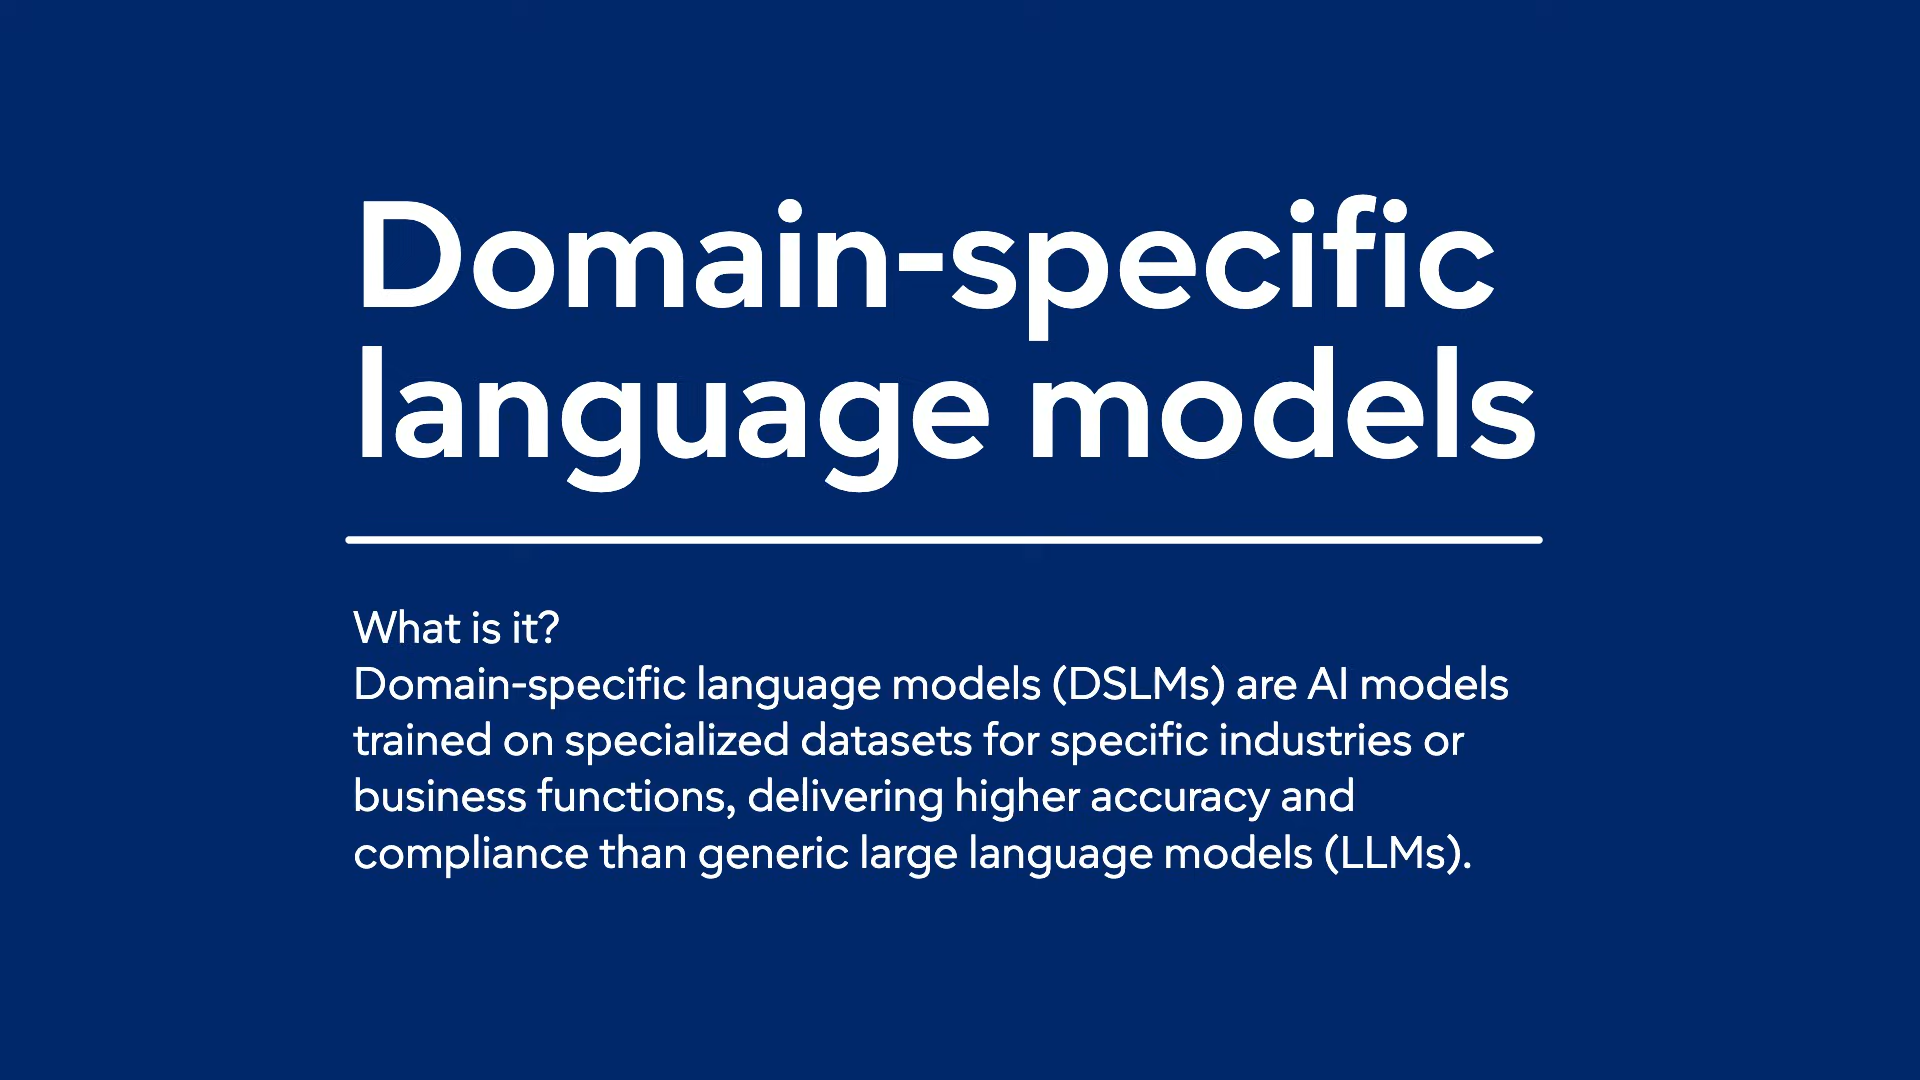 Domain-specific
language models
What is it?
Domain-specific language models (DSLMs) are AI models
trained on specialized datasets for specific industries or
business functions, delivering higher accuracy and
compliance than generic large language models (LLMs).